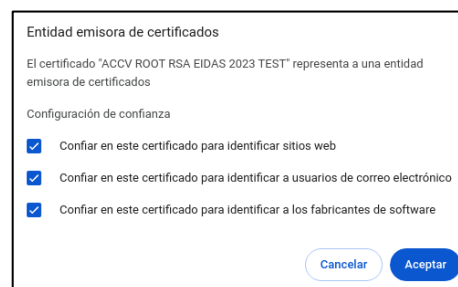 Entidad emisora de certificados
El certificado "ACCV ROOT RSA EIDAS 2023 TEST" representa a una entidad
emisora de certificados
Configuración de confianza
Confiar en este certificado para identificar sitios web
Confiar en este certificado para identificar a usuarios de correo electrónico
Confiar en este certificado para identificar a los fabricantes de software
Cancelar Aceptar